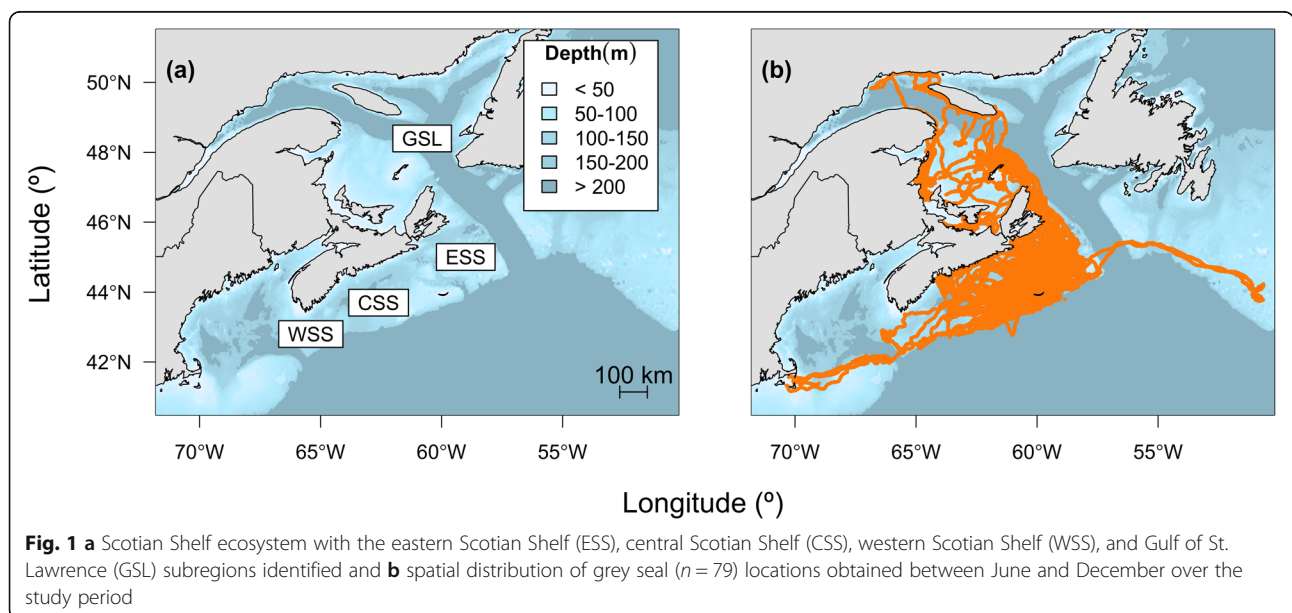 (a)
Depth(m)
< 50
50-100
100-150
150-200
> 200
GSL
ESS
CSS
WSS
100 km
50°N
48°N
46°N
44°N
42°N
Latitude (º)
70°W
65°W
60°W
55°W
(b)
70°W
65°W
60°W
55°W
Longitude (º)
Fig. 1 a Scotian Shelf ecosystem with the eastern Scotian Shelf (ESS), central Scotian Shelf (CSS), western Scotian Shelf (WSS), and Gulf of St.
Lawrence (GSL) subregions identified and b spatial distribution of grey seal (n = 79) locations obtained between June and December over the
study period